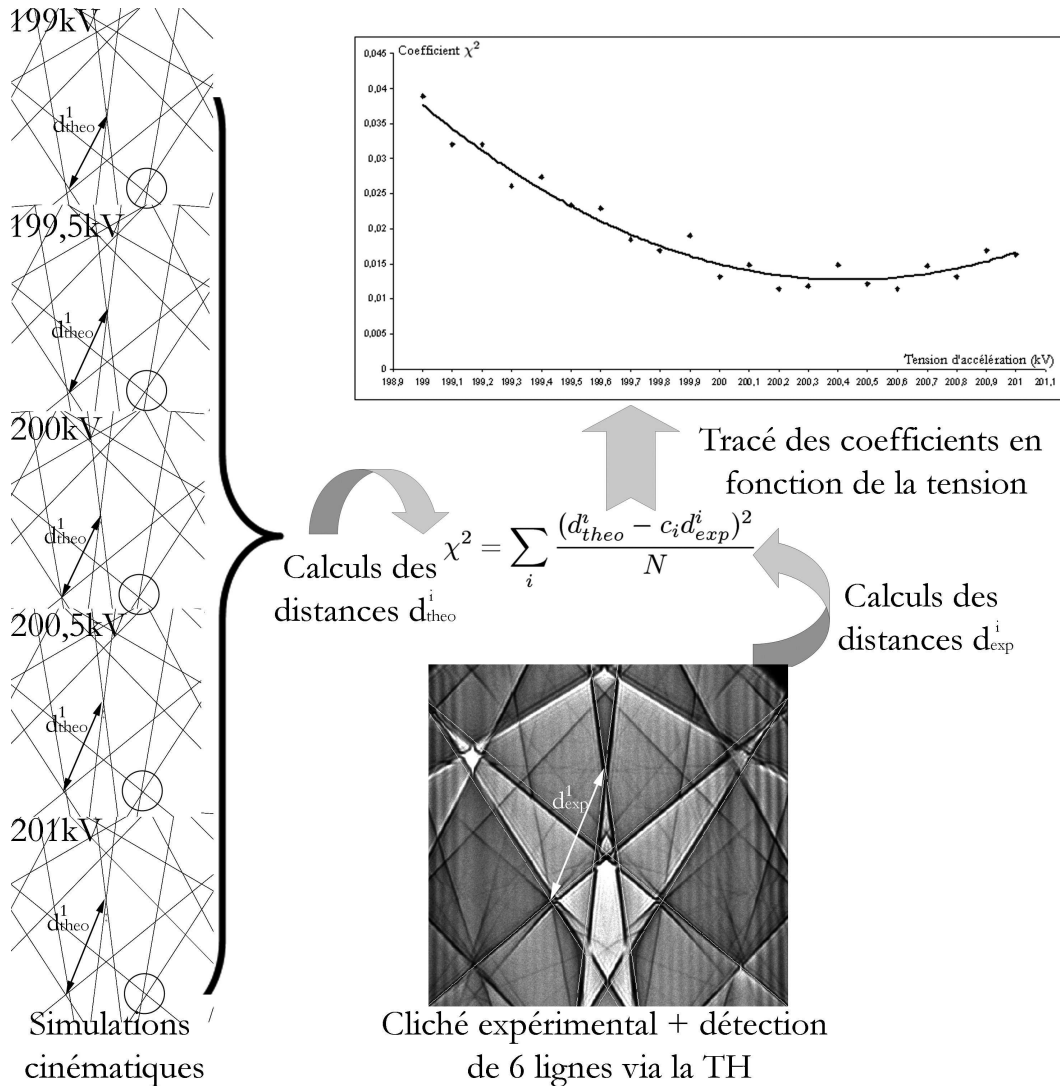 199kV
d¹theo
199,5kV
d¹theo
200kV
d¹theo
200,5kV
d¹theo
201kV
d¹theo
Simulations
cinématiques
Coefficient χ²
0,045
0,04
0,035
0,03
0,025
0,02
0,015
0,01
0,005
0
Tension d'accélération (kV)
198,9 199 199,1 199,2 199,3 199,4 199,5 199,6 199,7 199,8 199,9 200 200,1 200,2 200,3 200,4 200,5 200,6 200,7 200,8 200,9 201 201,1
Tracé des coefficients en
fonction de la tension
χ² = ∑i (dⁱtheo − cidⁱexp)² / N
Calculs des
distances dⁱtheo
Calculs des
distances dⁱexp
d¹exp
Cliché expérimental + détection
de 6 lignes via la TH